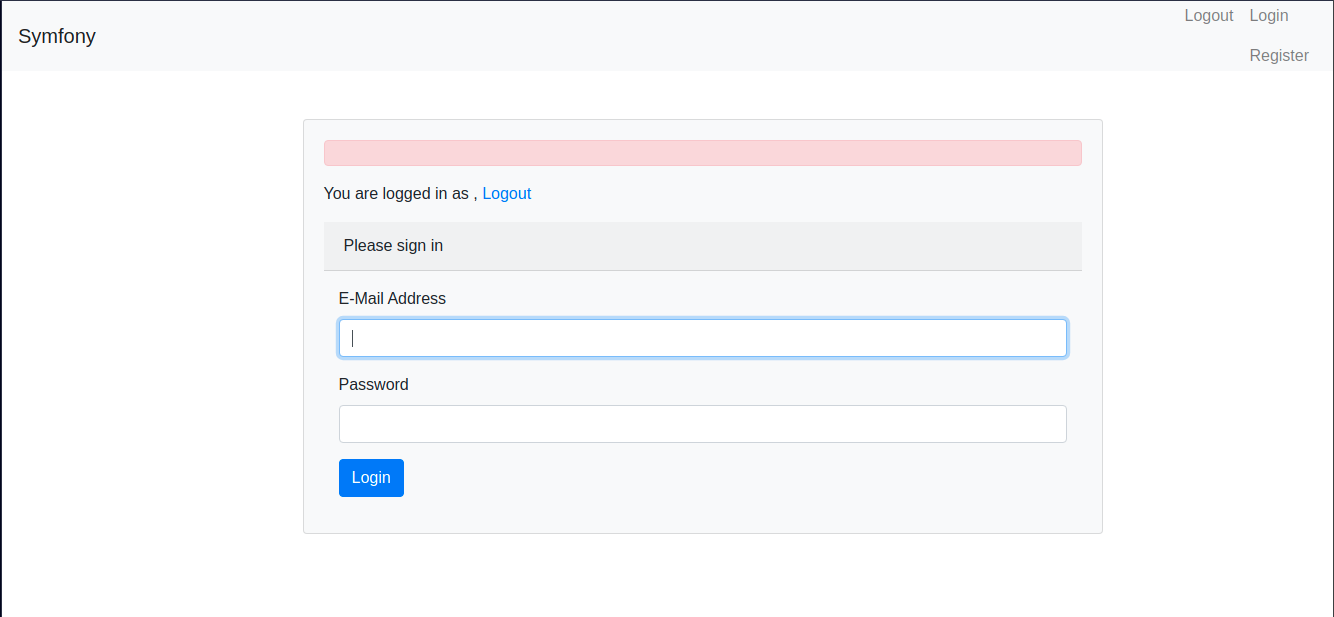 Symfony
Logout Login
Register
You are logged in as , Logout
Please sign in
E-Mail Address
Password
Login